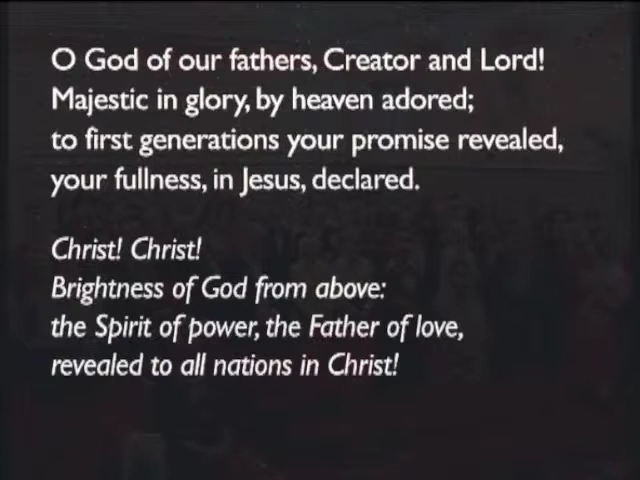 O God of our fathers, Creator and Lord!
Majestic in glory, by heaven adored;
to first generations your promise revealed,
your fullness, in Jesus, declared.
Christ! Christ!
Brightness of God from above:
the Spirit of power, the Father of love,
revealed to all nations in Christ!